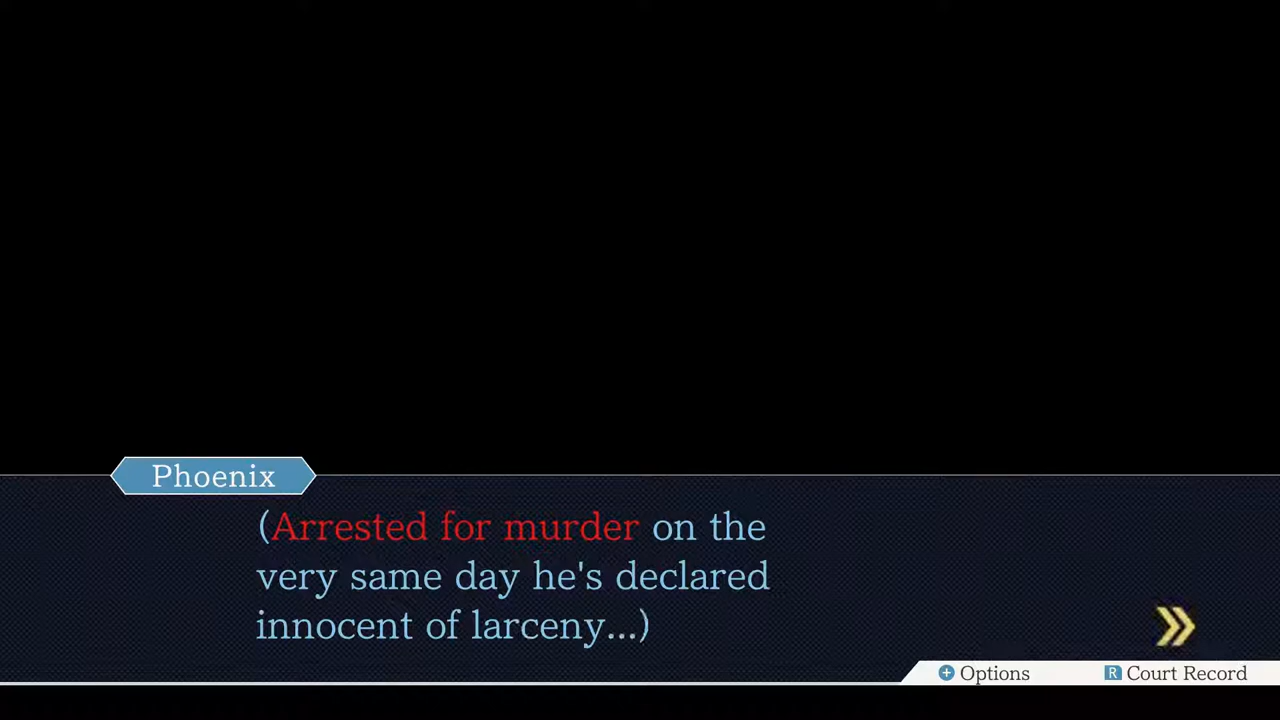 Phoenix
(Arrested for murder on the
very same day he's declared
innocent of larceny...)
+ Options
R Court Record